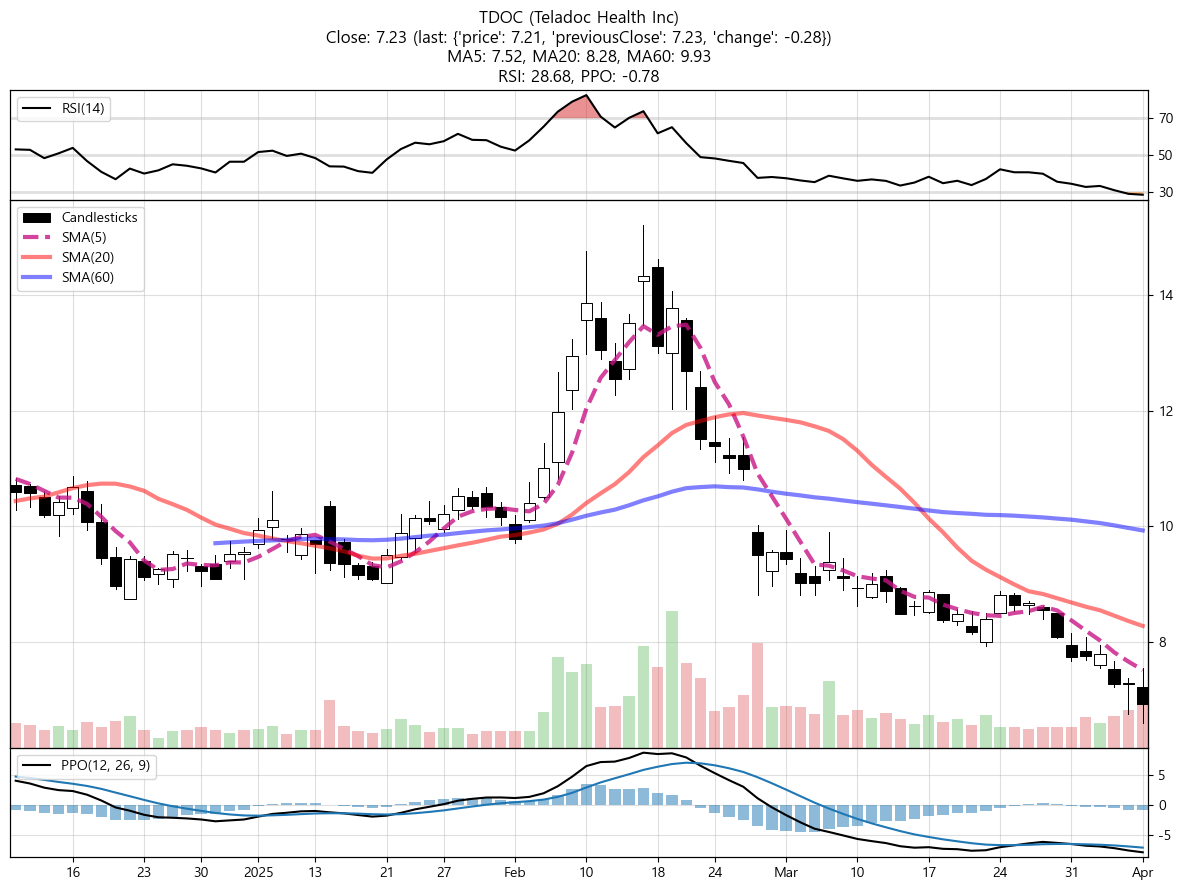 TDOC (Teladoc Health Inc)
Close: 7.23 (last: {'price': 7.21, 'previousClose': 7.23, 'change': -0.28})
MA5: 7.52, MA20: 8.28, MA60: 9.93
RSI: 28.68, PPO: -0.78
RSI(14)
70
50
30
Candlesticks
SMA(5)
SMA(20)
SMA(60)
14
12
10
8
PPO(12, 26, 9)
5
0
-5
16 23 30 2025 13 21 27 Feb 10 18 24 Mar 10 17 24 31 Apr